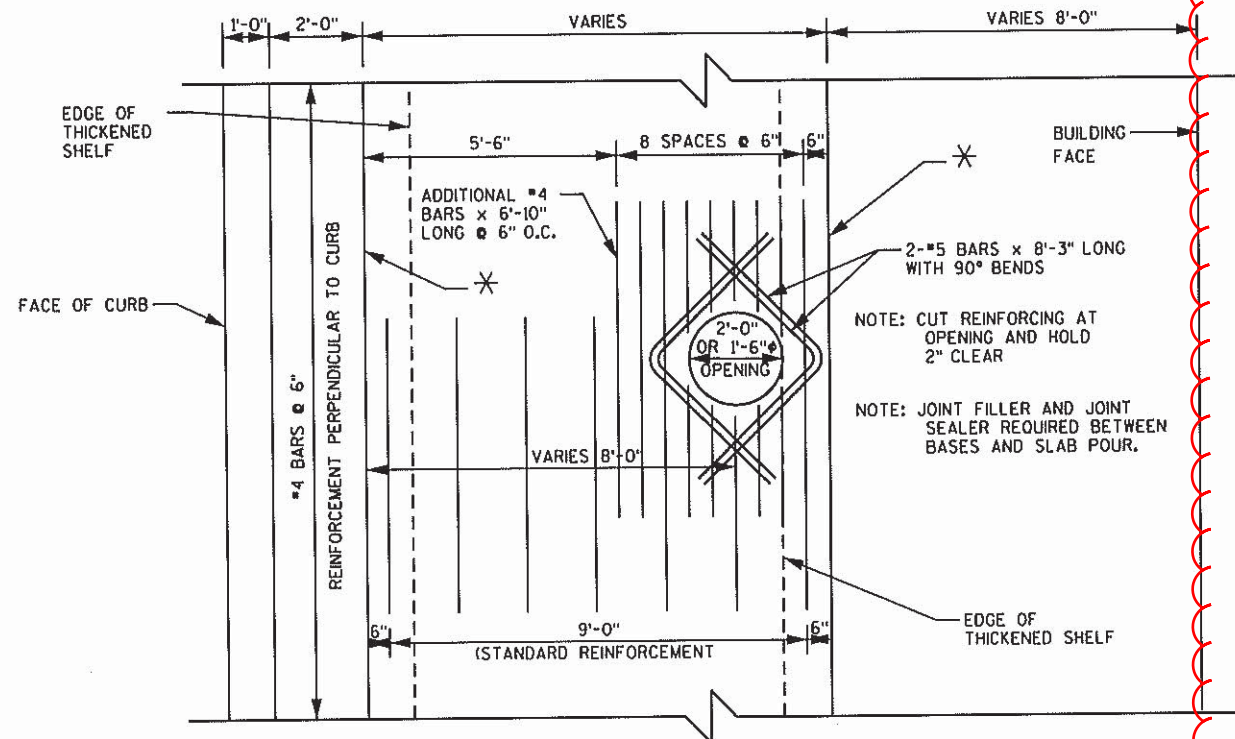 1'-0"
2'-0"
VARIES
VARIES 8'-0"
EDGE OF
THICKENED
SHELF
5'-6"
8 SPACES @ 6"
6"
BUILDING
FACE
ADDITIONAL #4
BARS x 6'-10"
LONG @ 6" O.C.
2-#5 BARS x 8'-3" LONG
WITH 90° BENDS
FACE OF CURB
#4 BARS @ 6"
REINFORCEMENT PERPENDICULAR TO CURB
2'-0"
OR 1'-6"ø
OPENING
NOTE: CUT REINFORCING AT
OPENING AND HOLD
2" CLEAR
NOTE: JOINT FILLER AND JOINT
SEALER REQUIRED BETWEEN
BASES AND SLAB POUR.
VARIES 8'-0"
6"
9'-0"
6"
(STANDARD REINFORCEMENT
EDGE OF
THICKENED SHELF